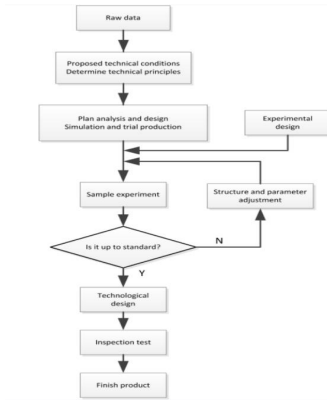 Raw data
Proposed technical conditions
Determine technical principles
Plan analysis and design
Simulation and trial production
Experimental
design
Sample experiment
Structure and parameter
adjustment
Is it up to standard?
N
Y
Technological
design
Inspection test
Finish product